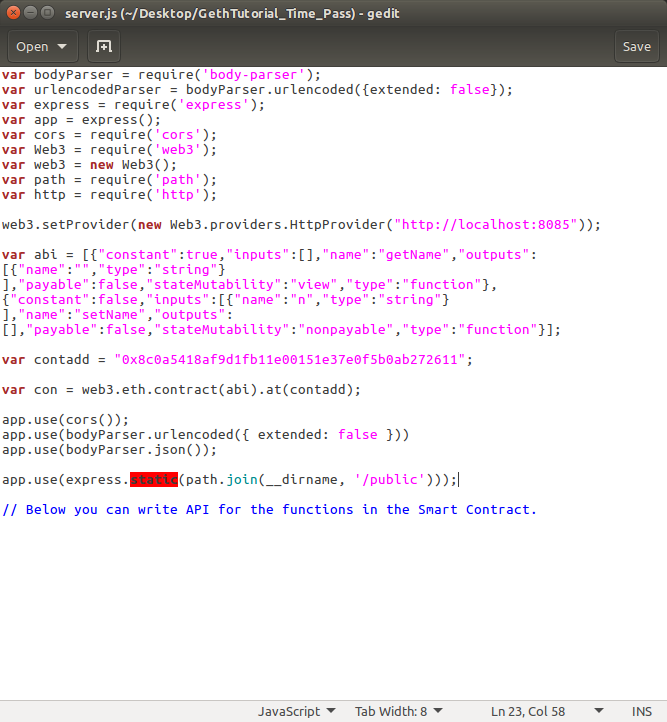 server.js (~/Desktop/GethTutorial_Time_Pass) - gedit
Open
Save
var bodyParser = require('body-parser');
var urlencodedParser = bodyParser.urlencoded({extended: false});
var express = require('express');
var app = express();
var cors = require('cors');
var Web3 = require('web3');
var web3 = new Web3();
var path = require('path');
var http = require('http');
web3.setProvider(new Web3.providers.HttpProvider("http://localhost:8085"));
var abi = [{"constant":true,"inputs":[],"name":"getName","outputs":
[{"name":"","type":"string"}
],"payable":false,"stateMutability":"view","type":"function"},
{"constant":false,"inputs":[{"name":"n","type":"string"}
],"name":"setName","outputs":
[],"payable":false,"stateMutability":"nonpayable","type":"function"}];
var contadd = "0x8c0a5418af9d1fb11e00151e37e0f5b0ab272611";
var con = web3.eth.contract(abi).at(contadd);
app.use(cors());
app.use(bodyParser.urlencoded({ extended: false }))
app.use(bodyParser.json());
app.use(express.static(path.join(__dirname, '/public')));
// Below you can write API for the functions in the Smart Contract.
JavaScript Tab Width: 8 Ln 23, Col 58 INS